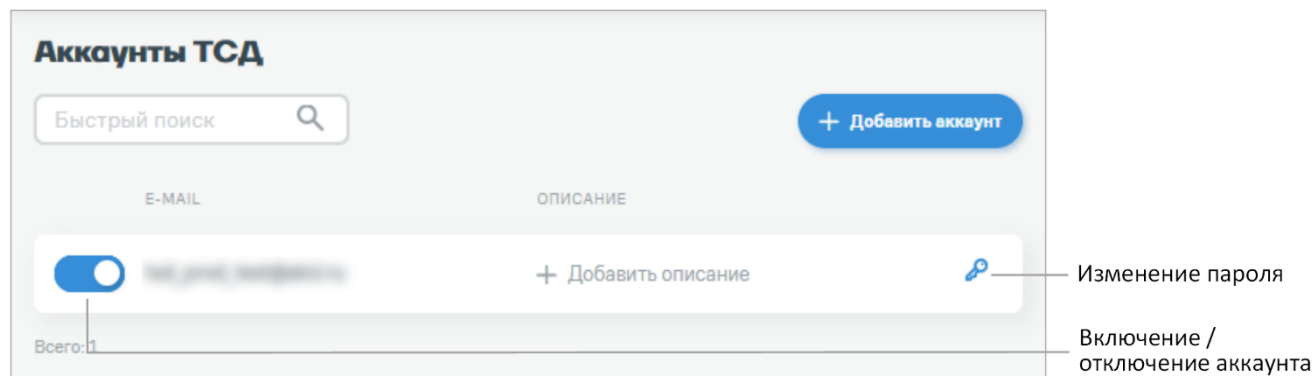 Аккаунты ТСД
Быстрый поиск
+ Добавить аккаунт
E-MAIL ОПИСАНИЕ
+ Добавить описание
Изменение пароля
Всего: 1
Включение /
отключение аккаунта